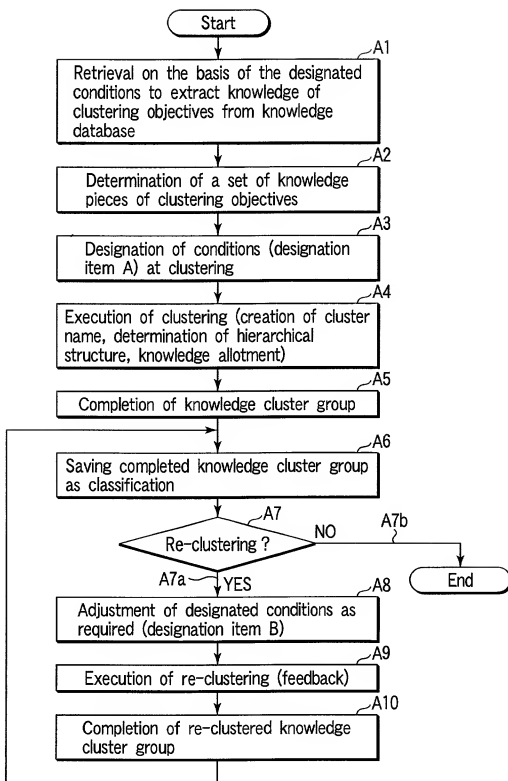 Start
A1
Retrieval on the basis of the designated
conditions to extract knowledge of
clustering objectives from knowledge
database
A2
Determination of a set of knowledge
pieces of clustering objectives
A3
Designation of conditions (designation
item A) at clustering
A4
Execution of clustering (creation of cluster
name, determination of hierarchical
structure, knowledge allotment)
A5
Completion of knowledge cluster group
A6
Saving completed knowledge cluster group
as classification
A7
Re-clustering ?
NO
A7b
End
A7a
YES
A8
Adjustment of designated conditions as
required (designation item B)
A9
Execution of re-clustering (feedback)
A10
Completion of re-clustered knowledge
cluster group